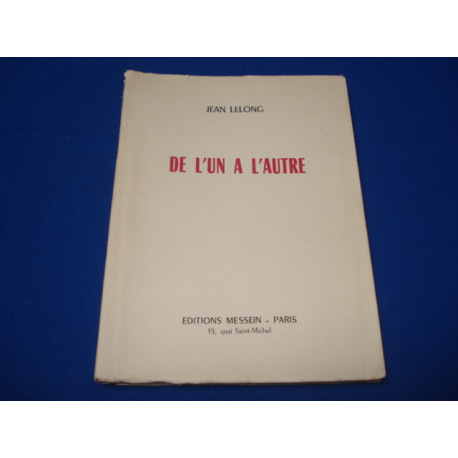 JEAN LELONG
DE L'UN A L'AUTRE
EDITIONS MESSEIN - PARIS
19, quai Saint-Michel